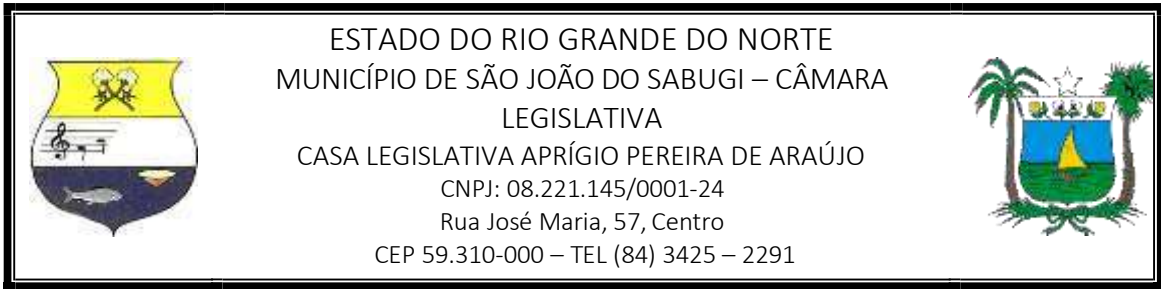 ESTADO DO RIO GRANDE DO NORTE
MUNICÍPIO DE SÃO JOÃO DO SABUGI – CÂMARA
LEGISLATIVA
CASA LEGISLATIVA APRÍGIO PEREIRA DE ARAÚJO
CNPJ: 08.221.145/0001-24
Rua José Maria, 57, Centro
CEP 59.310-000 – TEL (84) 3425 – 2291